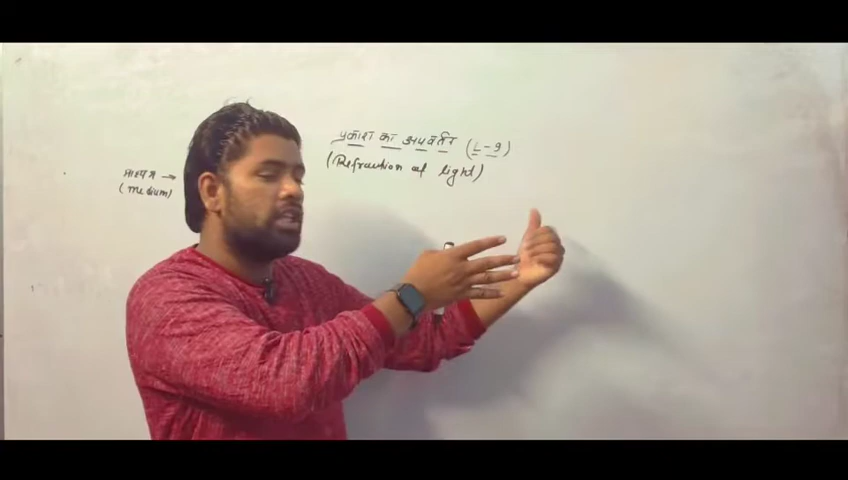 प्रकाश का अपवर्तन (L-9)
(Refraction of light)
माध्यम →
(Medium)